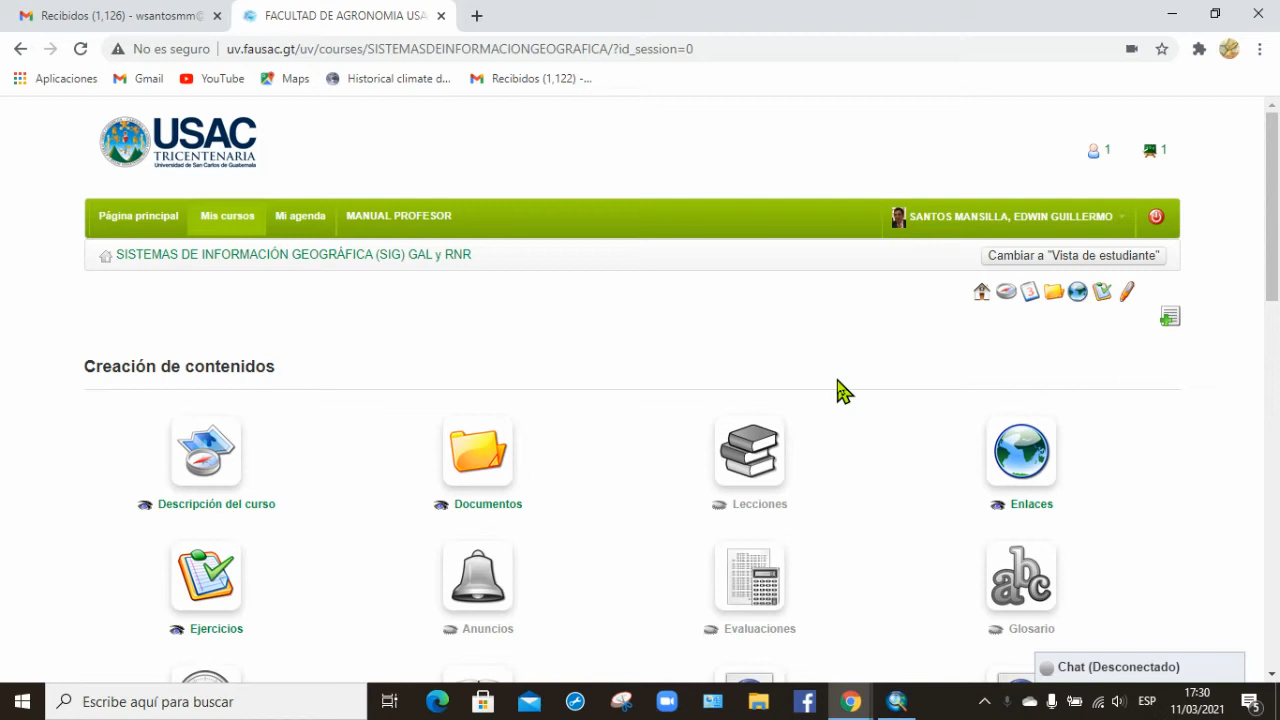 Recibidos (1,126) - wsantosmm@
FACULTAD DE AGRONOMIA USA
No es seguro
uv.fausac.gt/uv/courses/SISTEMASDEINFORMACIONGEOGRAFICA/?id_session=0
Aplicaciones
Gmail
YouTube
Maps
Historical climate d...
Recibidos (1,122) -...
USAC
TRICENTENARIA
Universidad de San Carlos de Guatemala
1
1
Página principal
Mis cursos
Mi agenda
MANUAL PROFESOR
SANTOS MANSILLA, EDWIN GUILLERMO
SISTEMAS DE INFORMACIÓN GEOGRÁFICA (SIG) GAL y RNR
Cambiar a "Vista de estudiante"
3
Creación de contenidos
Descripción del curso
Documentos
Lecciones
Enlaces
abc
Ejercicios
Anuncios
Evaluaciones
Glosario
Chat (Desconectado)
Escribe aquí para buscar
ESP
17:30
11/03/2021
5